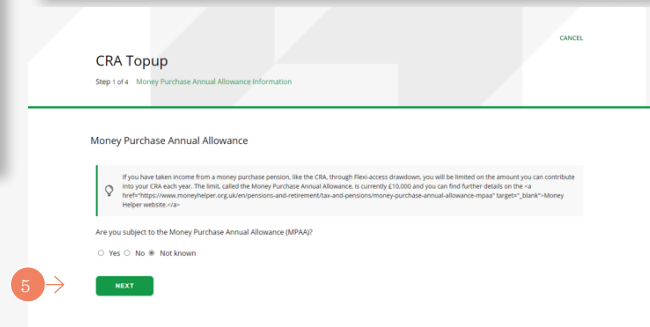 CANCEL
CRA Topup
Step 1 of 4 Money Purchase Annual Allowance Information
Money Purchase Annual Allowance
If you have taken income from a money purchase pension, like the CRA, through Flexi-access drawdown, you will be limited on the amount you can contribute
into your CRA each year. The limit, called the Money Purchase Annual Allowance, is currently £10,000 and you can find further details on the <a
href="https://www.moneyhelper.org.uk/en/pensions-and-retirement/tax-and-pensions/money-purchase-annual-allowance-mpaa" target="_blank">Money
Helper website.</a>
Are you subject to the Money Purchase Annual Allowance (MPAA)?
Yes No Not known
5 NEXT